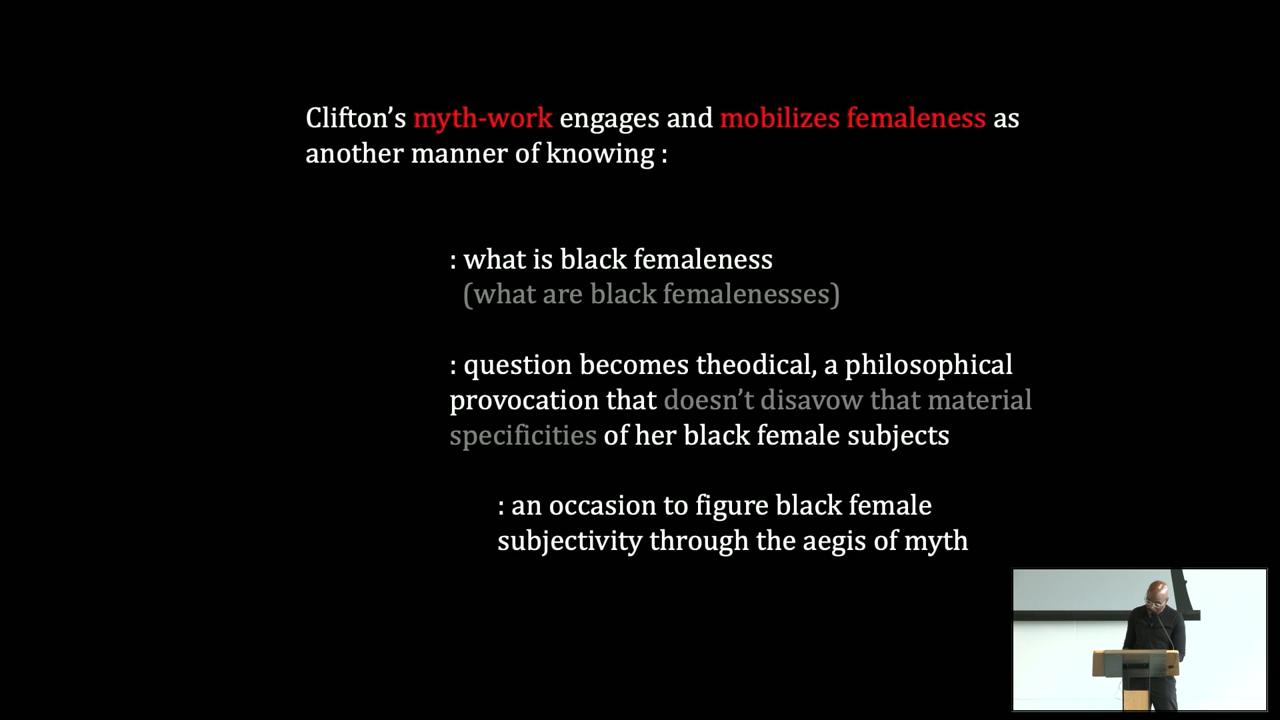 Clifton's myth-work engages and mobilizes femaleness as
another manner of knowing :
: what is black femaleness
(what are black femalenesses)
: question becomes theodical, a philosophical
provocation that doesn't disavow that material
specificities of her black female subjects
: an occasion to figure black female
subjectivity through the aegis of myth